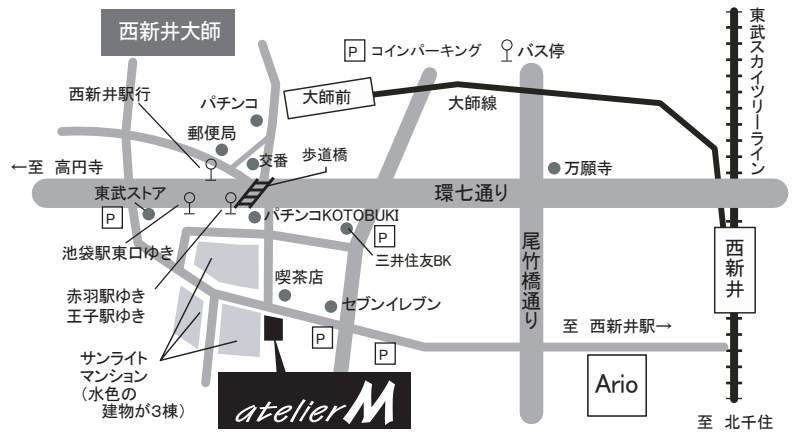 西新井大師
P コインパーキング
バス停
東武スカイツリーライン
西新井駅行
パチンコ
大師前
大師線
郵便局
交番
歩道橋
←至 高円寺
万願寺
東武ストア
環七通り
P
パチンコKOTOBUKI
P
池袋駅東口ゆき
三井住友BK
尾竹橋通り
西新井
赤羽駅ゆき
王子駅ゆき
喫茶店
セブンイレブン
至 西新井駅→
P
P
サンライト
マンション
(水色の
建物が3棟)
Ario
atelierM
至 北千住